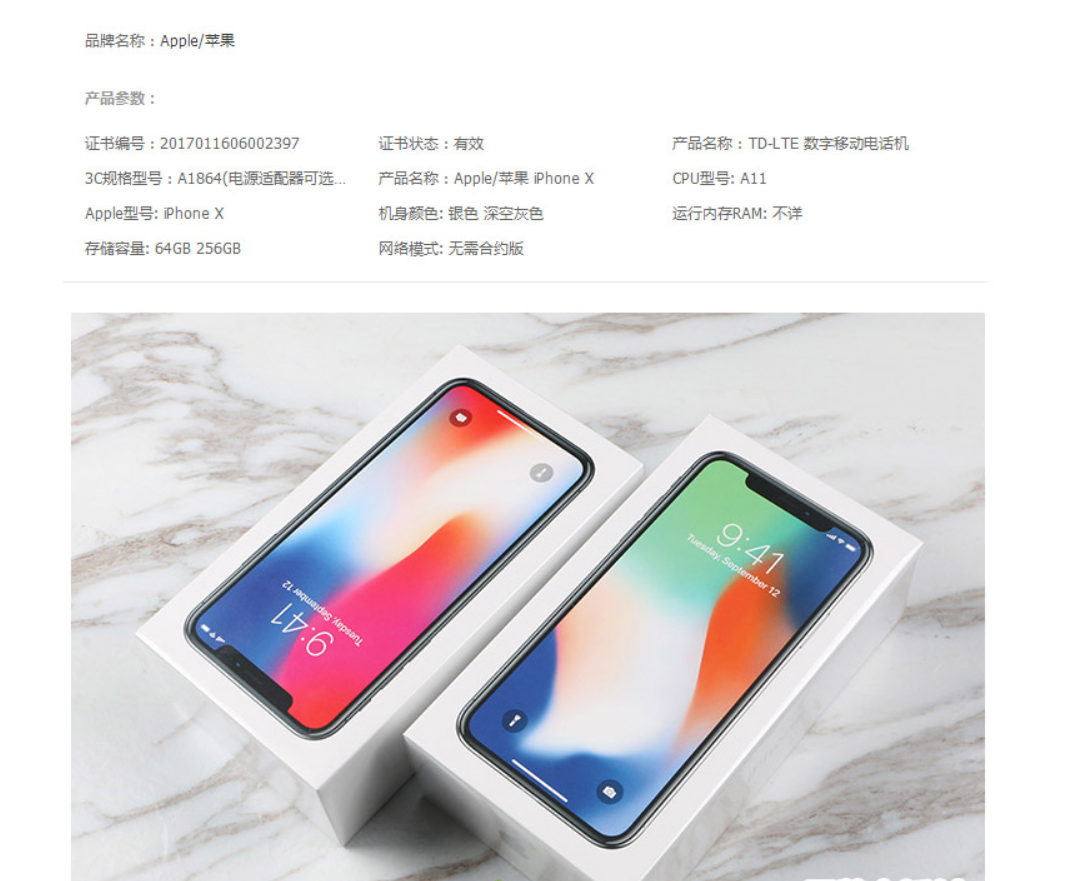 品牌名称：Apple/苹果
产品参数：
证书编号：2017011606002397 证书状态：有效 产品名称：TD-LTE 数字移动电话机
3C规格型号：A1864(电源适配器可选... 产品名称：Apple/苹果 iPhone X CPU型号: A11
Apple型号: iPhone X 机身颜色: 银色 深空灰色 运行内存RAM: 不详
存储容量: 64GB 256GB 网络模式: 无需合约版
9:41
Tuesday, September 12
9:41
Tuesday, September 12